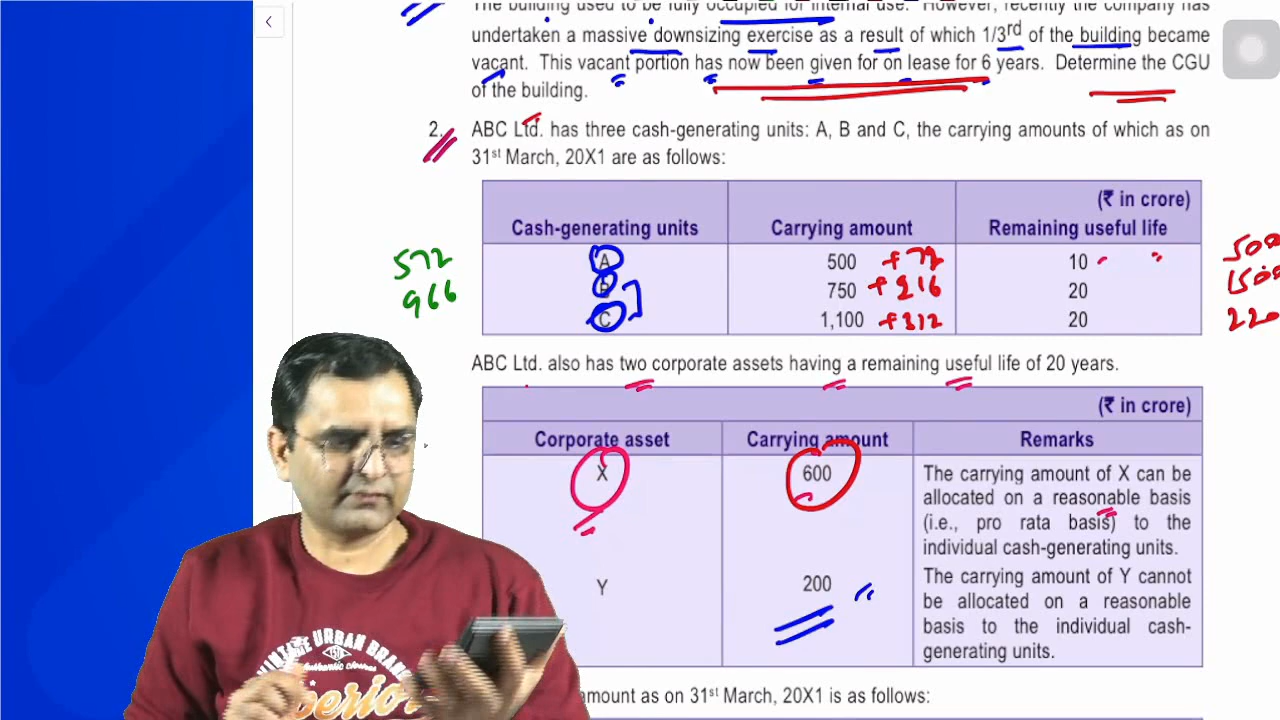 The building used to be fully occupied for internal use. However, recently the company has
undertaken a massive downsizing exercise as a result of which 1/3rd of the building became
vacant. This vacant portion has now been given for on lease for 6 years. Determine the CGU
of the building.
2. ABC Ltd. has three cash-generating units: A, B and C, the carrying amounts of which as on
31st March, 20X1 are as follows:
(₹ in crore)
Cash-generating units Carrying amount Remaining useful life
572 A 500 + 72 10 500
966 B 750 + 216 20 1500
C 1,100 + 312 20 220
ABC Ltd. also has two corporate assets having a remaining useful life of 20 years.
(₹ in crore)
Corporate asset Carrying amount Remarks
X 600 The carrying amount of X can be
allocated on a reasonable basis
(i.e., pro rata basis) to the
individual cash-generating units.
Y 200 The carrying amount of Y cannot
be allocated on a reasonable
basis to the individual cash-
generating units.
amount as on 31st March, 20X1 is as follows:
URBAN BRAN